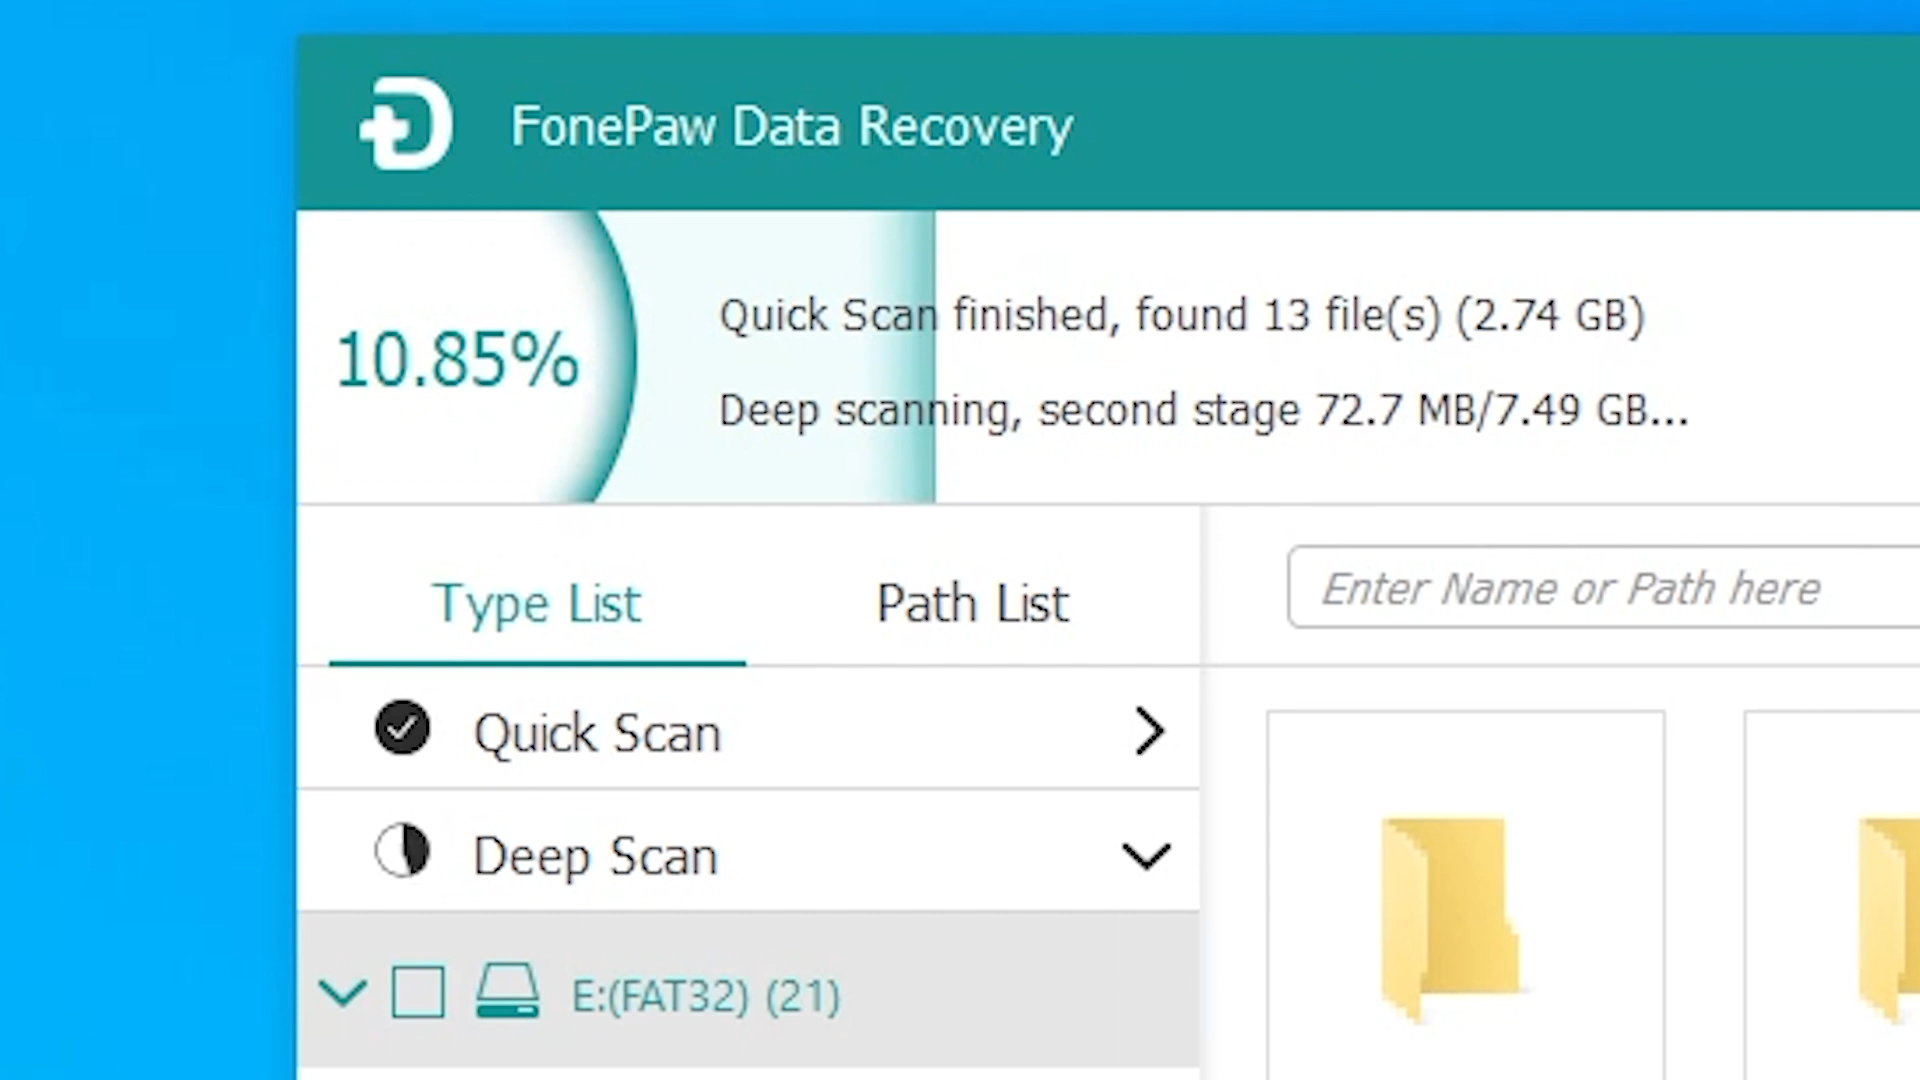 FonePaw Data Recovery
10.85%
Quick Scan finished, found 13 file(s) (2.74 GB)
Deep scanning, second stage 72.7 MB/7.49 GB...
Type List
Path List
Enter Name or Path here
Quick Scan
Deep Scan
E:(FAT32) (21)